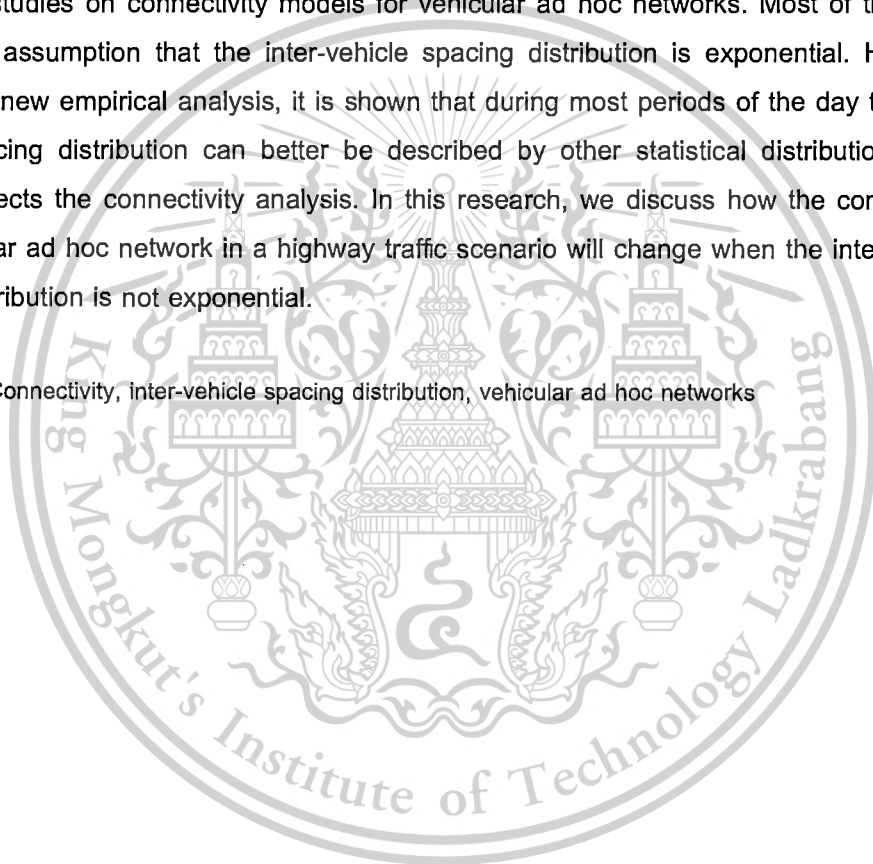 studies on connectivity models for vehicular ad hoc networks. Most of
assumption that the inter-vehicle spacing distribution is exponential.
new empirical analysis, it is shown that during most periods of the day
cing distribution can better be described by other statistical distributio
ects the connectivity analysis. In this research, we discuss how the
ar ad hoc network in a highway traffic scenario will change when the
ribution is not exponential.
Connectivity, inter-vehicle spacing distribution, vehicular ad hoc networks
King Mongkut's Institute of Technology Ladkrabang